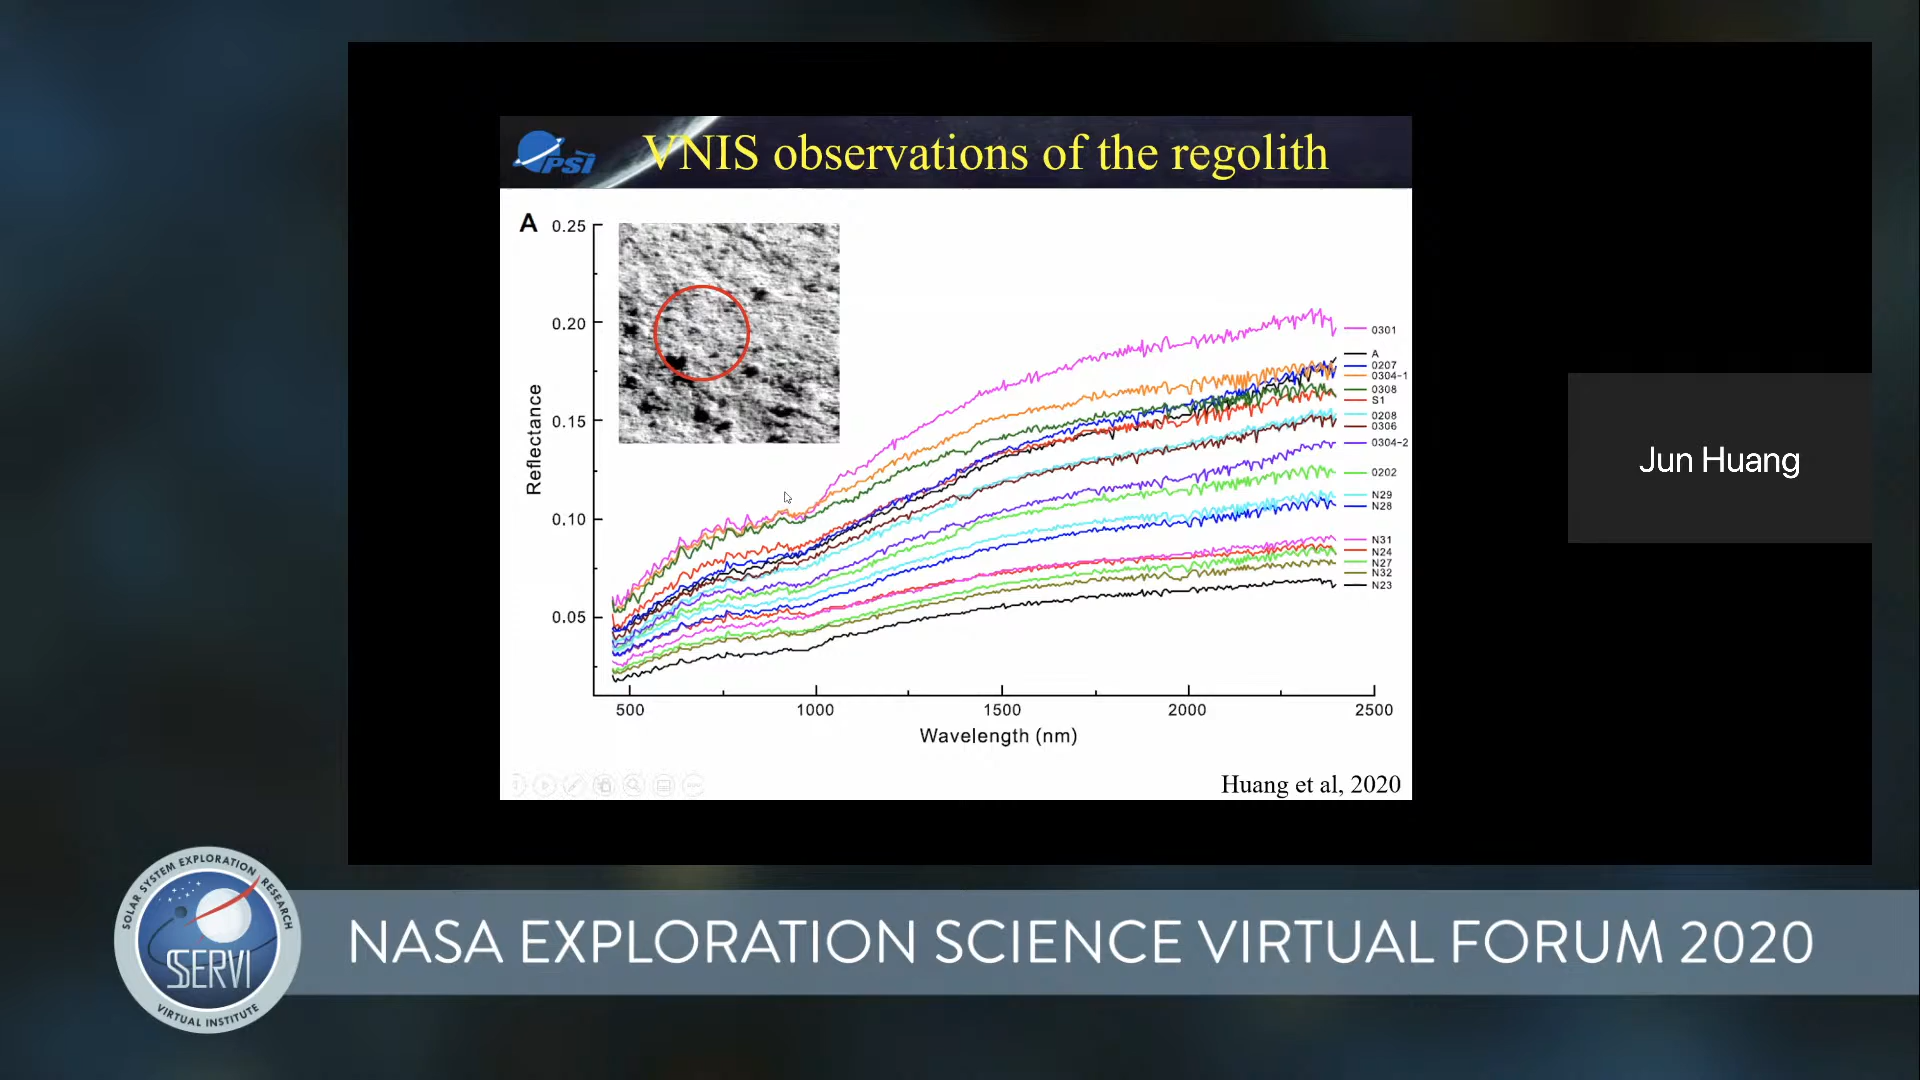 PSI
VNIS observations of the regolith
A
0.25
0.20
0.15
0.10
0.05
Reflectance
500
1000
1500
2000
2500
Wavelength (nm)
0301
A
0207
0304-1
0308
S1
0208
0306
0304-2
0202
N29
N28
N31
N24
N27
N32
N23
Huang et al, 2020
Jun Huang
SOLAR SYSTEM EXPLORATION RESEARCH
SSERVI
VIRTUAL INSTITUTE
NASA EXPLORATION SCIENCE VIRTUAL FORUM 2020